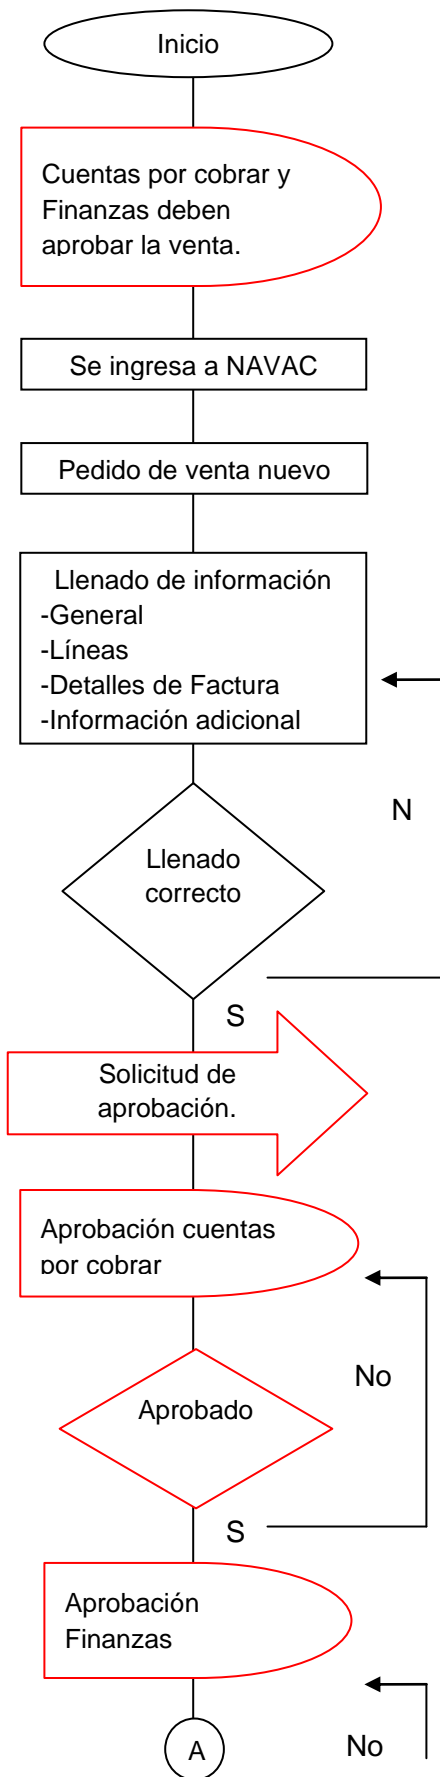 Inicio
Cuentas por cobrar y
Finanzas deben
aprobar la venta.
Se ingresa a NAVAC
Pedido de venta nuevo
Llenado de información
-General
-Líneas
-Detalles de Factura
-Información adicional
N
Llenado
correcto
S
Solicitud de
aprobación.
Aprobación cuentas
por cobrar
No
Aprobado
S
Aprobación
Finanzas
A
No